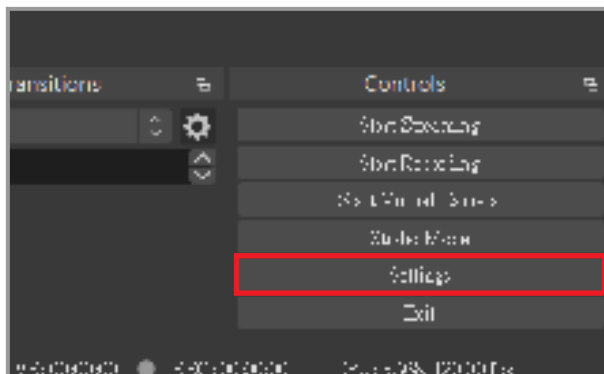 ransitions
Controls
Start Streaming
Start Recording
Start Virtual Camera
Studio Mode
Settings
Exit